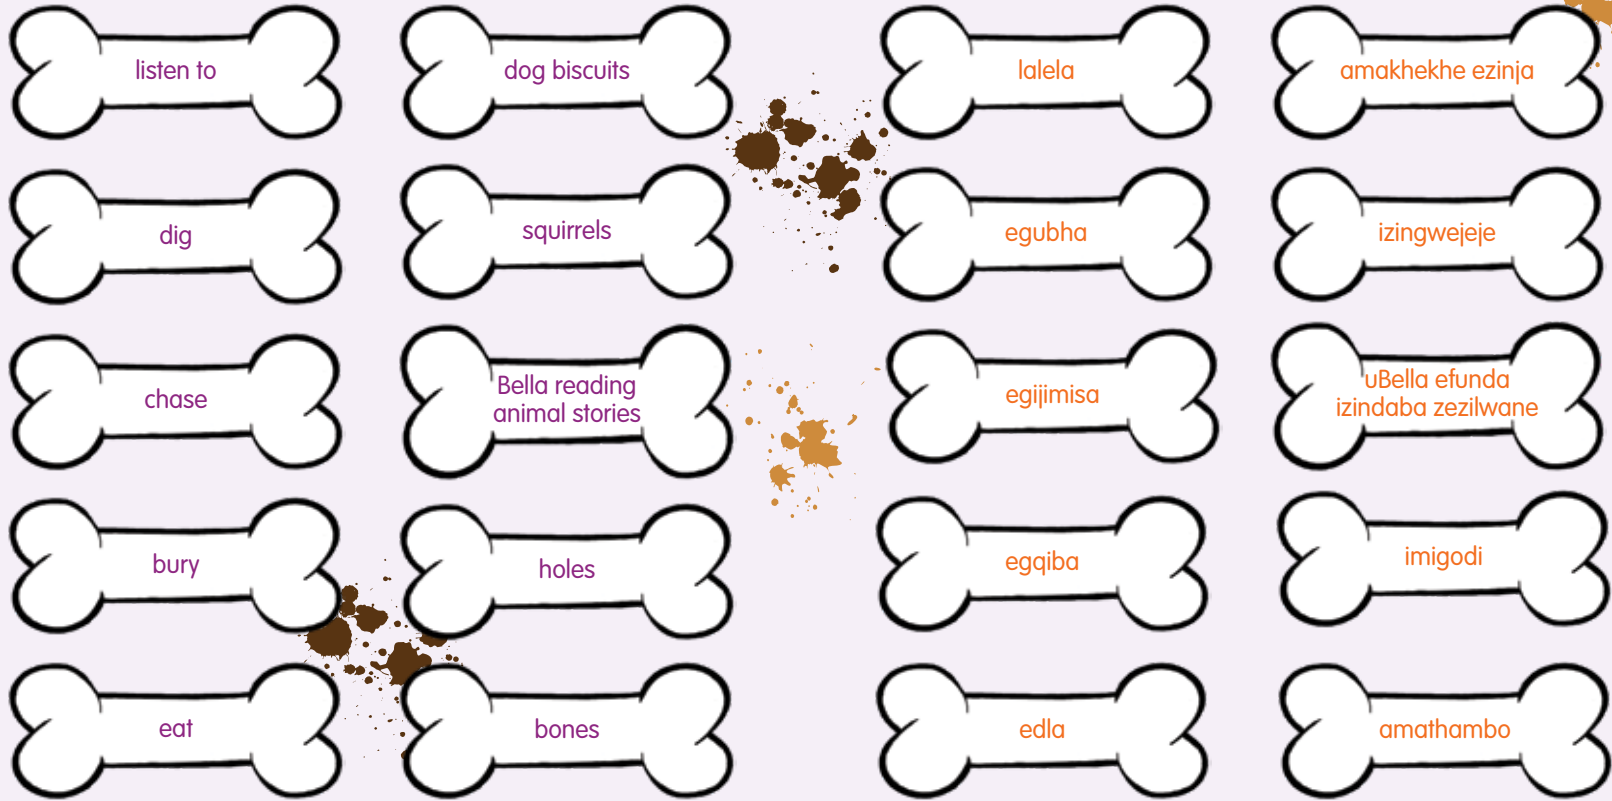 listen to
dog biscuits
dig
squirrels
chase
Bella reading
animal stories
bury
holes
eat
bones
lalela
amakhekhe ezinja
egubha
izingwejeje
egijimisa
uBella efunda
izindaba zezilwane
egqiba
imigodi
edla
amathambo